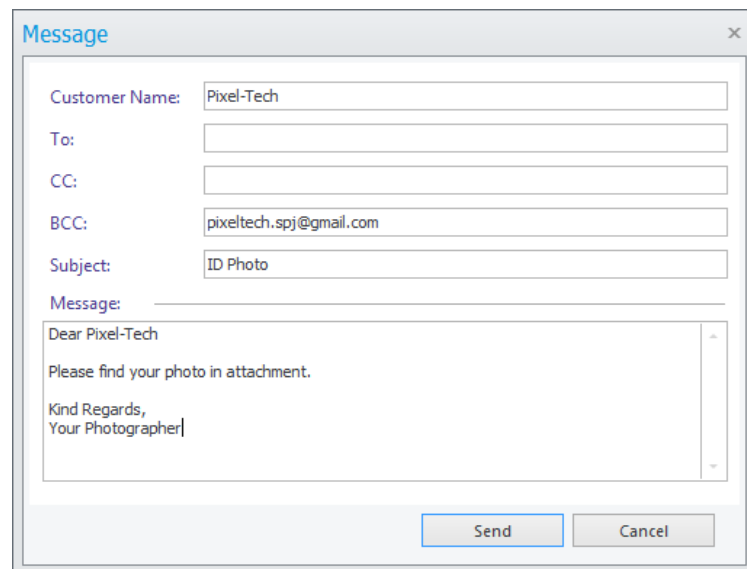 Message
Customer Name: Pixel-Tech
To:
CC:
BCC: pixeltech.spj@gmail.com
Subject: ID Photo
Message:
Dear Pixel-Tech
Please find your photo in attachment.
Kind Regards,
Your Photographer
Send Cancel